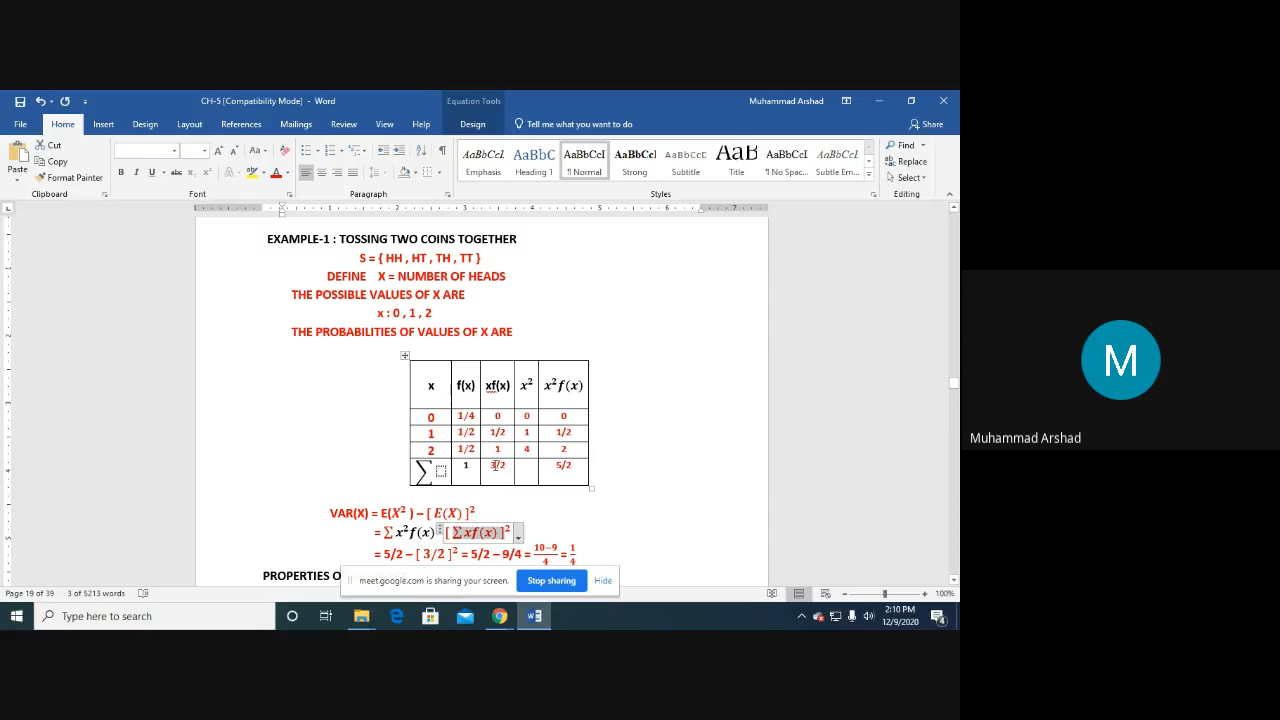 CH-5 [Compatibility Mode] - Word
Equation Tools
Muhammad Arshad
File Home Insert Design Layout References Mailings Review View Help Design Tell me what you want to do Share
Paste
Cut
Copy
Format Painter
Clipboard
Font
Paragraph
AaBbCcI Emphasis
AaBbC Heading 1
AaBbCcI ¶ Normal
AaBbCcI Strong
AaBbCcC Subtitle
AaB Title
AaBbCcI ¶ No Spac...
AaBbCcI Subtle Em...
Styles
Find
Replace
Select
Editing
EXAMPLE-1 : TOSSING TWO COINS TOGETHER
S = { HH , HT , TH , TT }
DEFINE X = NUMBER OF HEADS
THE POSSIBLE VALUES OF X ARE
x : 0 , 1 , 2
THE PROBABILITIES OF VALUES OF X ARE
x f(x) xf(x) x² x²f(x)
0 1/4 0 0 0
1 1/2 1/2 1 1/2
2 1/2 1 4 2
∑ 1 3/2 5/2
VAR(X) = E(X² ) – [ E(X) ]²
= ∑ x²f(x) [ ∑ xf(x) ]²
= 5/2 – [ 3/2 ]² = 5/2 – 9/4 = 10−9/4 = 1/4
PROPERTIES O
meet.google.com is sharing your screen. Stop sharing Hide
Page 19 of 39 3 of 5213 words 100%
Type here to search
2:10 PM
12/9/2020
4
M
Muhammad Arshad